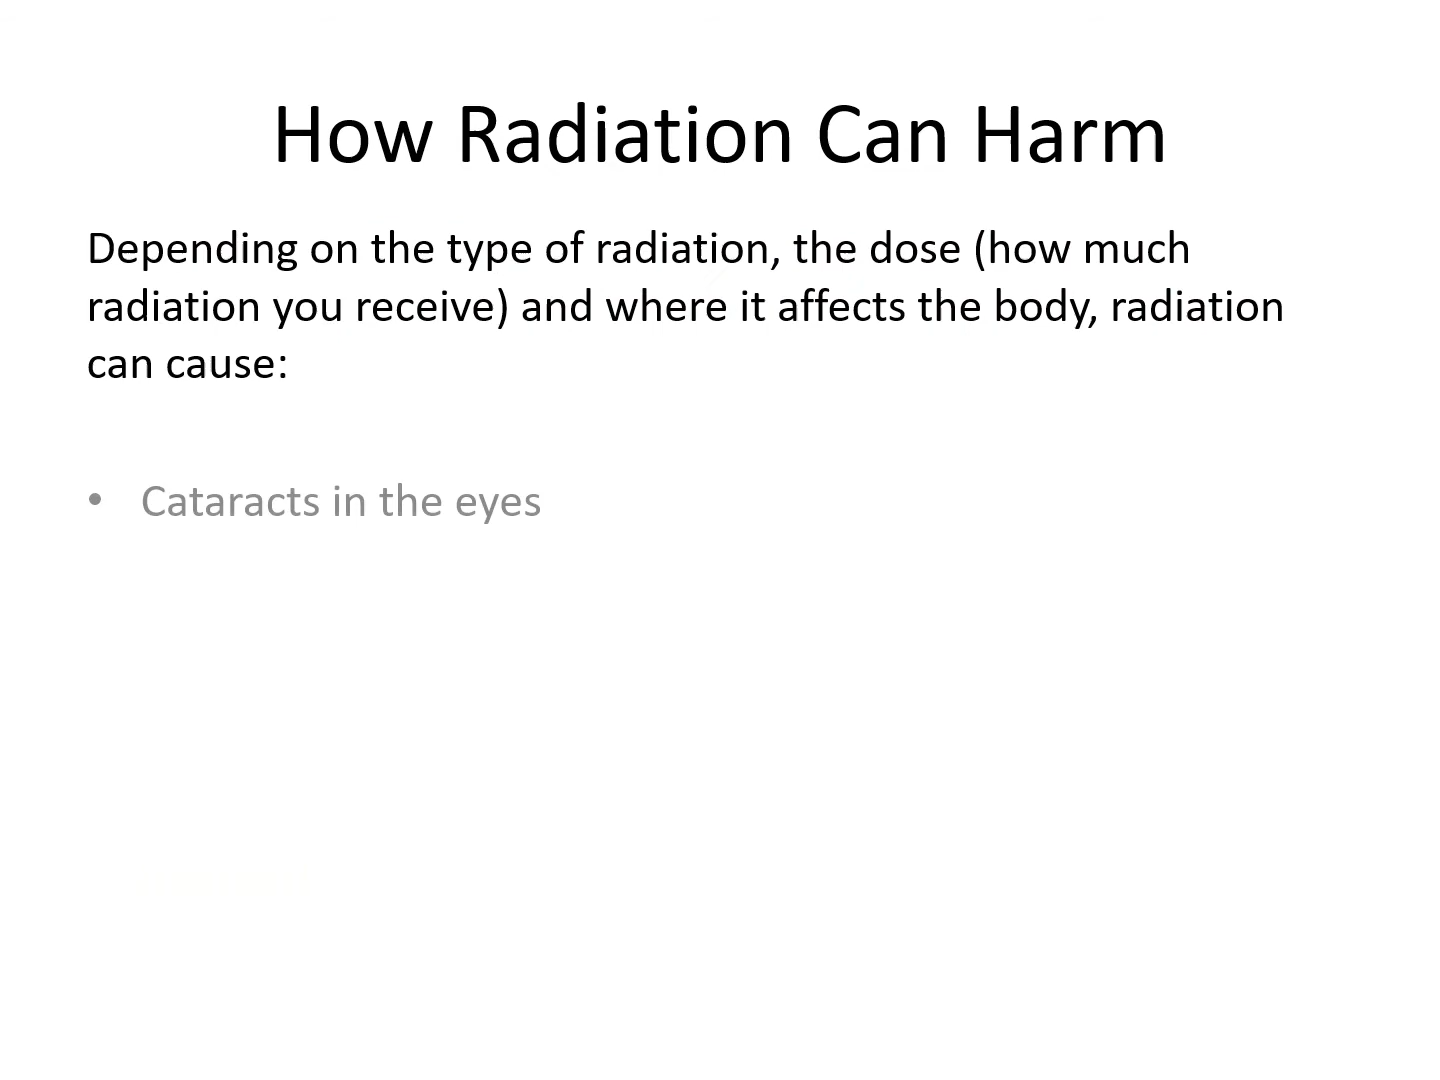 How Radiation Can Harm
Depending on the type of radiation, the dose (how much
radiation you receive) and where it affects the body, radiation
can cause:
• Cataracts in the eyes